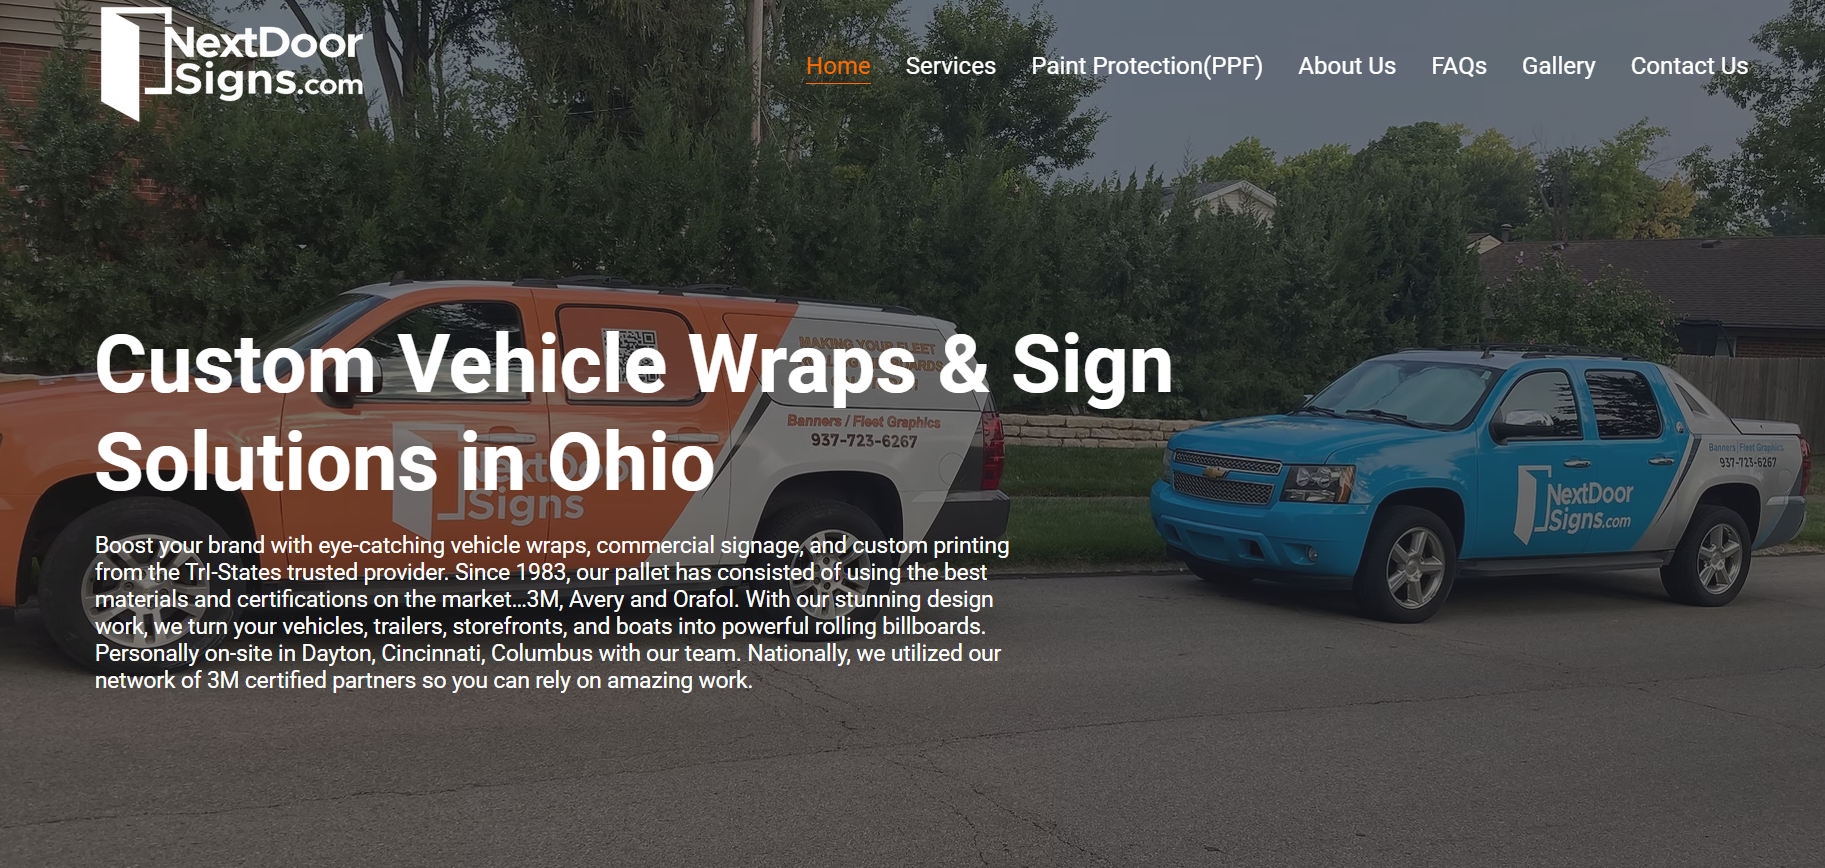 NextDoor
Signs.com
Home Services Paint Protection(PPF) About Us FAQs Gallery Contact Us
Custom Vehicle Wraps & Sign
Solutions in Ohio
Boost your brand with eye-catching vehicle wraps, commercial signage, and custom printing
from the TrI-States trusted provider. Since 1983, our pallet has consisted of using the best
materials and certifications on the market...3M, Avery and Orafol. With our stunning design
work, we turn your vehicles, trailers, storefronts, and boats into powerful rolling billboards.
Personally on-site in Dayton, Cincinnati, Columbus with our team. Nationally, we utilized our
network of 3M certified partners so you can rely on amazing work.
MAKING YOUR FLEET
Banners / Fleet Graphics
937-723-6267
NextDoor
Signs
Banners | Fleet Graphics
937-723-6267
NextDoor
Signs.com